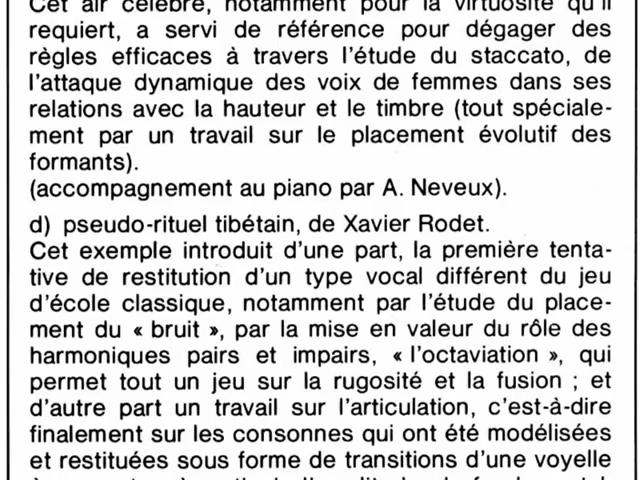 Cet air célèbre, notamment pour la virtuosité qu'il
requiert, a servi de référence pour dégager des
règles efficaces à travers l'étude du staccato, de
l'attaque dynamique des voix de femmes dans ses
relations avec la hauteur et le timbre (tout spéciale-
ment par un travail sur le placement évolutif des
formants).
(accompagnement au piano par A. Neveux).
d) pseudo-rituel tibétain, de Xavier Rodet.
Cet exemple introduit d'une part, la première tenta-
tive de restitution d'un type vocal différent du jeu
d'école classique, notamment par l'étude du place-
ment du « bruit », par la mise en valeur du rôle des
harmoniques pairs et impairs, « l'octaviation », qui
permet tout un jeu sur la rugosité et la fusion ; et
d'autre part un travail sur l'articulation, c'est-à-dire
finalement sur les consonnes qui ont été modélisées
et restituées sous forme de transitions d'une voyelle